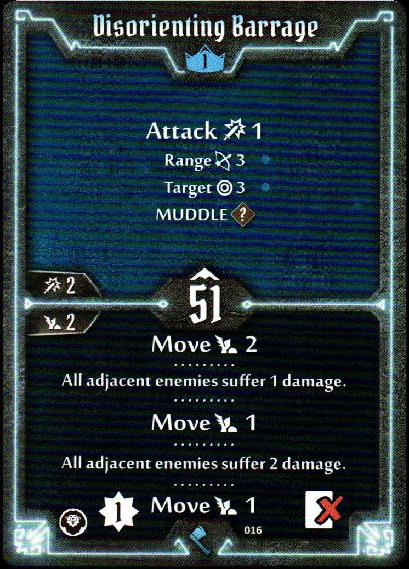 Disorienting Barrage
1
Attack 1
Range 3
Target 3
MUDDLE ?
2
51
2
Move 2
All adjacent enemies suffer 1 damage.
Move 1
All adjacent enemies suffer 2 damage.
1 Move 1
016